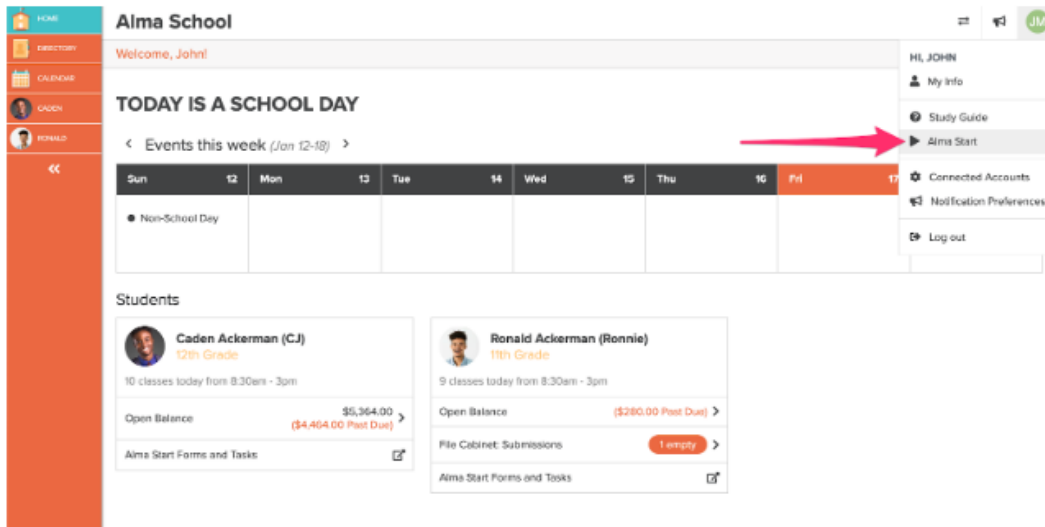 HOME
Alma School
JM
DIRECTORY
Welcome, John!
HI, JOHN
CALENDAR
My Info
CADEN
TODAY IS A SCHOOL DAY
Study Guide
RONALD
Events this week (Jan 12-18)
Alma Start
Sun 12 Mon 13 Tue 14 Wed 15 Thu 16 Fri 17
Connected Accounts
Notification Preferences
Non-School Day
Log out
Students
Caden Ackerman (CJ)
12th Grade
10 classes today from 8:30am - 3pm
Open Balance $5,364.00
($4,464.00 Past Due)
Alma Start Forms and Tasks
Ronald Ackerman (Ronnie)
11th Grade
9 classes today from 8:30am - 3pm
Open Balance ($280.00 Past Due)
File Cabinet: Submissions 1 empty
Alma Start Forms and Tasks